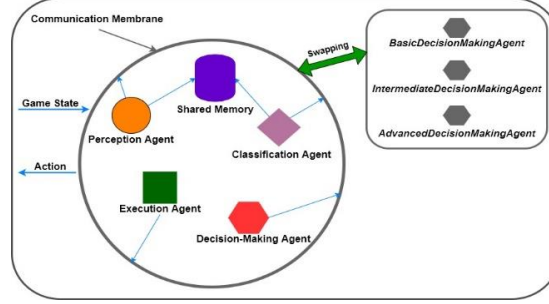 Communication Membrane
Swapping
BasicDecisionMakingAgent
IntermediateDecisionMakingAgent
AdvancedDecisionMakingAgent
Game State
Shared Memory
Perception Agent
Classification Agent
Action
Execution Agent
Decision-Making Agent